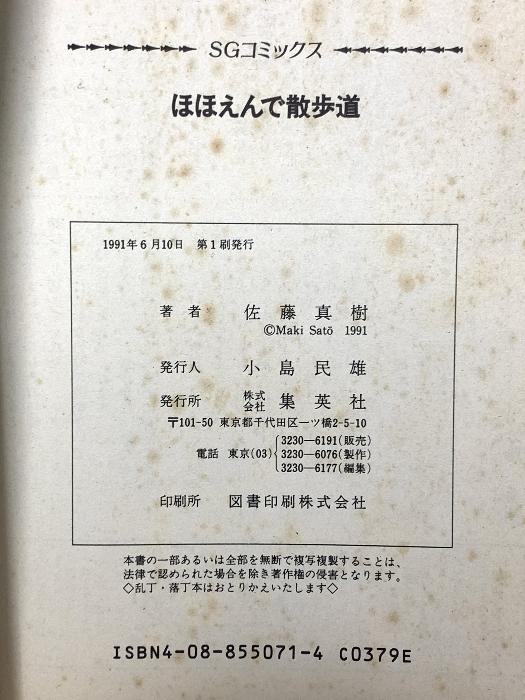 SGコミックス
ほほえんで散歩道
1991年6月10日 第1刷発行
著者 佐藤真樹
©Maki Satō 1991
発行人 小島民雄
発行所 株式会社 集英社
〒101-50 東京都千代田区一ツ橋2-5-10
3230-6191(販売)
電話 東京(03) 3230-6076(製作)
3230-6177(編集)
印刷所 図書印刷株式会社
本書の一部あるいは全部を無断で複写複製することは、
法律で認められた場合を除き著作権の侵害となります。
◇乱丁・落丁本はおとりかえいたします◇
ISBN4-08-855071-4 C0379E